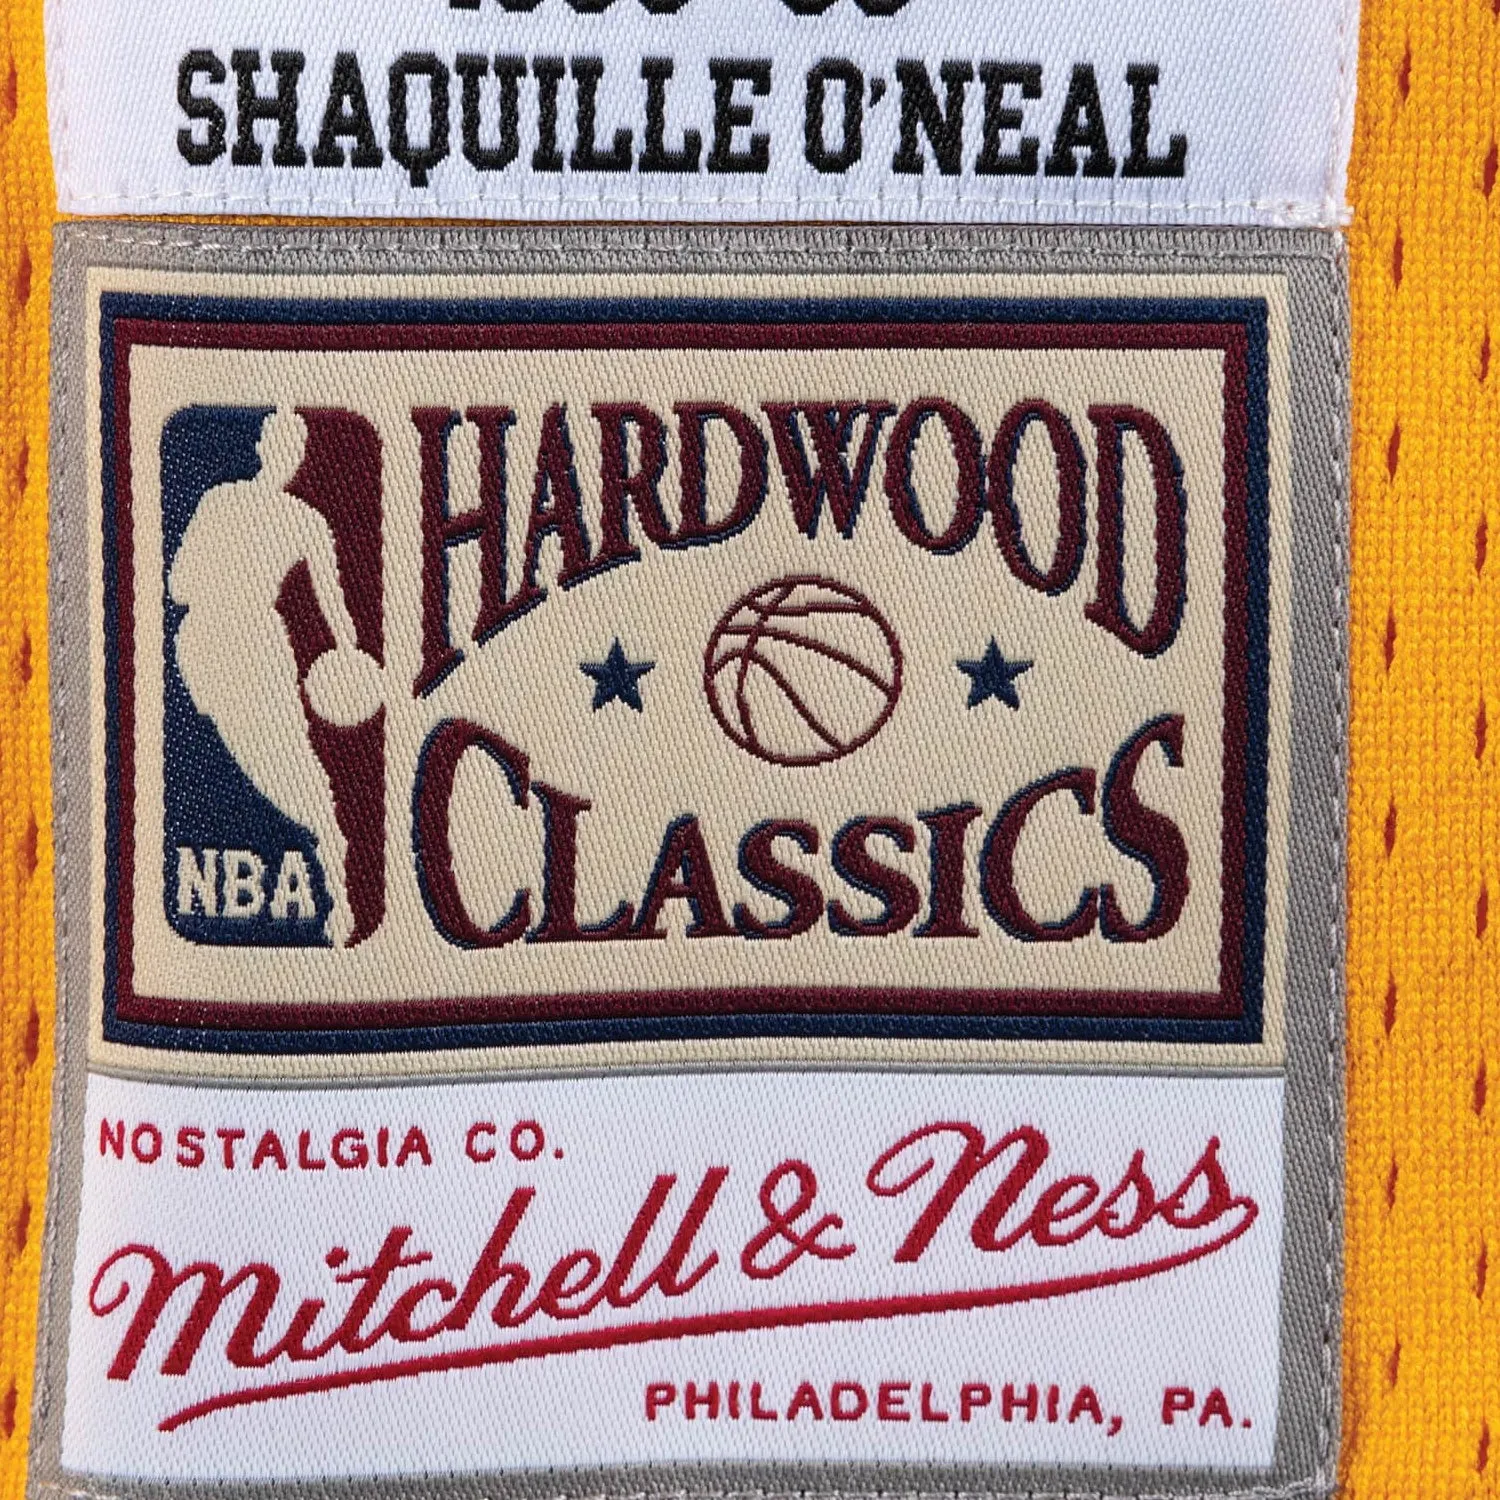 SHAQUILLE O'NEAL
HARDWOOD
CLASSICS
NBA
NOSTALGIA CO.
Mitchell & Ness
PHILADELPHIA, PA.